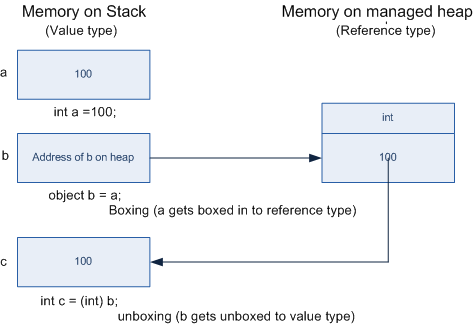 Memory on Stack
(Value type)
Memory on managed heap
(Reference type)
a
100
int a =100;
int
b
Address of b on heap
100
object b = a;
Boxing (a gets boxed in to reference type)
c
100
int c = (int) b;
unboxing (b gets unboxed to value type)